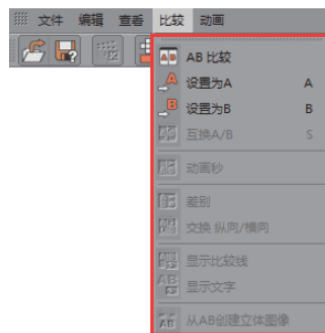 文件 编辑 查看 比较 动画
AB 比较
设置为A A
设置为B B
互换A/B S
动画秒
差别
交换 纵向/横向
显示比较线
显示文字
从AB创建立体图像